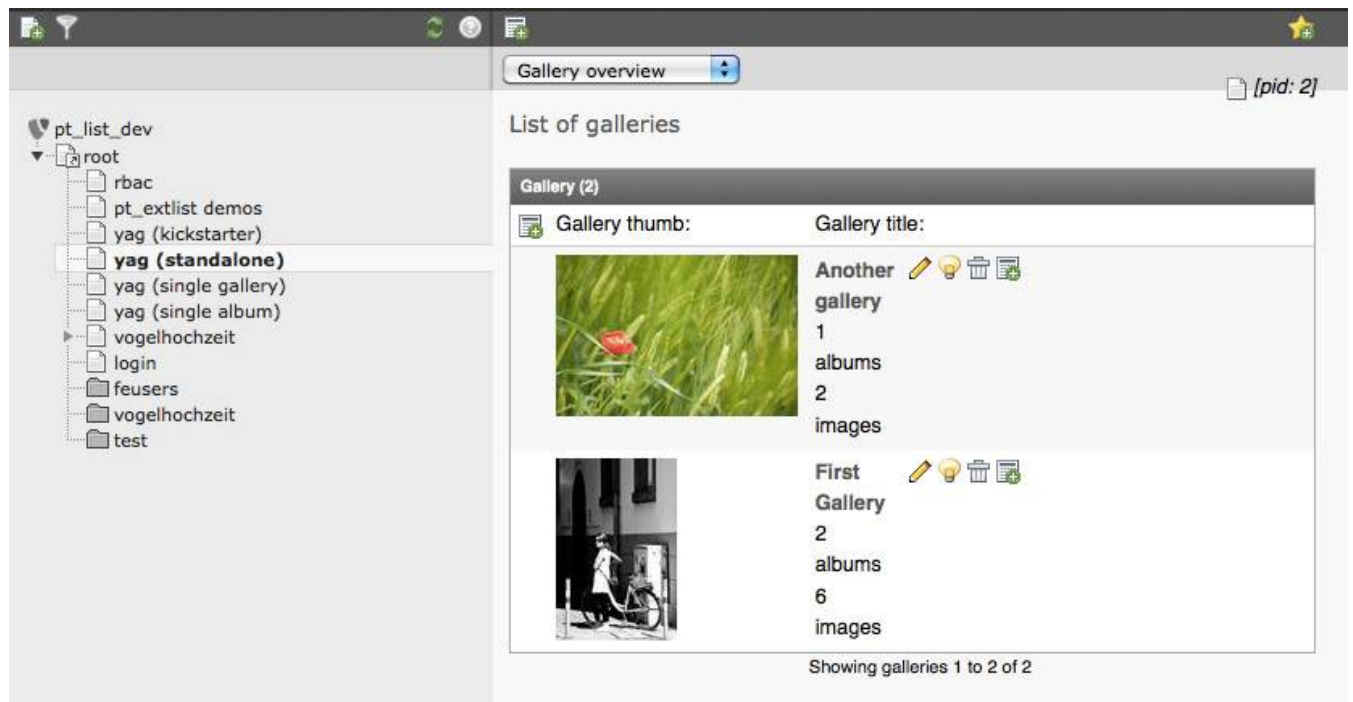 Gallery overview
[pid: 2]
pt_list_dev
root
rbac
pt_extlist demos
yag (kickstarter)
yag (standalone)
yag (single gallery)
yag (single album)
vogelhochzeit
login
feusers
vogelhochzeit
test
List of galleries
Gallery (2)
Gallery thumb: Gallery title:
Another
gallery
1
albums
2
images
First
Gallery
2
albums
6
images
Showing galleries 1 to 2 of 2